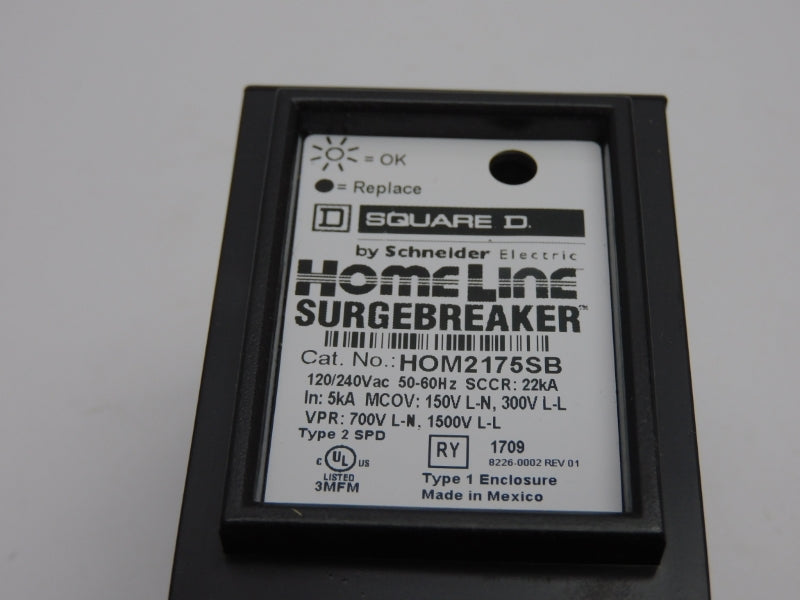 = OK
= Replace
D SQUARE D.
by Schneider Electric
HOMELINE
SURGEBREAKER™
Cat. No.: HOM2175SB
120/240Vac 50-60Hz SCCR: 22kA
In: 5kA MCOV: 150V L-N, 300V L-L
VPR: 700V L-N, 1500V L-L
Type 2 SPD
RY 1709
8226-0002 REV 01
c UL US
LISTED
3MFM
Type 1 Enclosure
Made in Mexico